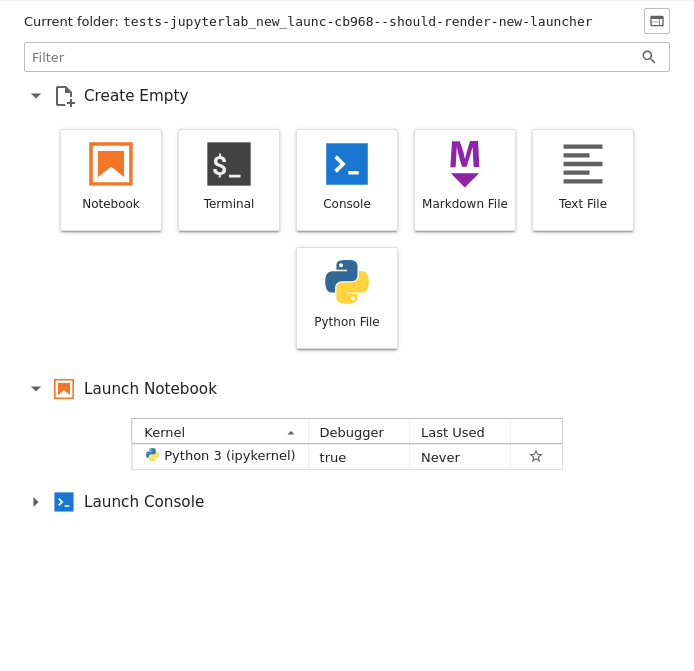 Current folder: tests-jupyterlab_new_launc-cb968--should-render-new-launcher
Filter
Create Empty
Notebook
$_ Terminal
Console
M Markdown File
Text File
Python File
Launch Notebook
Kernel Debugger Last Used
Python 3 (ipykernel) true Never
Launch Console